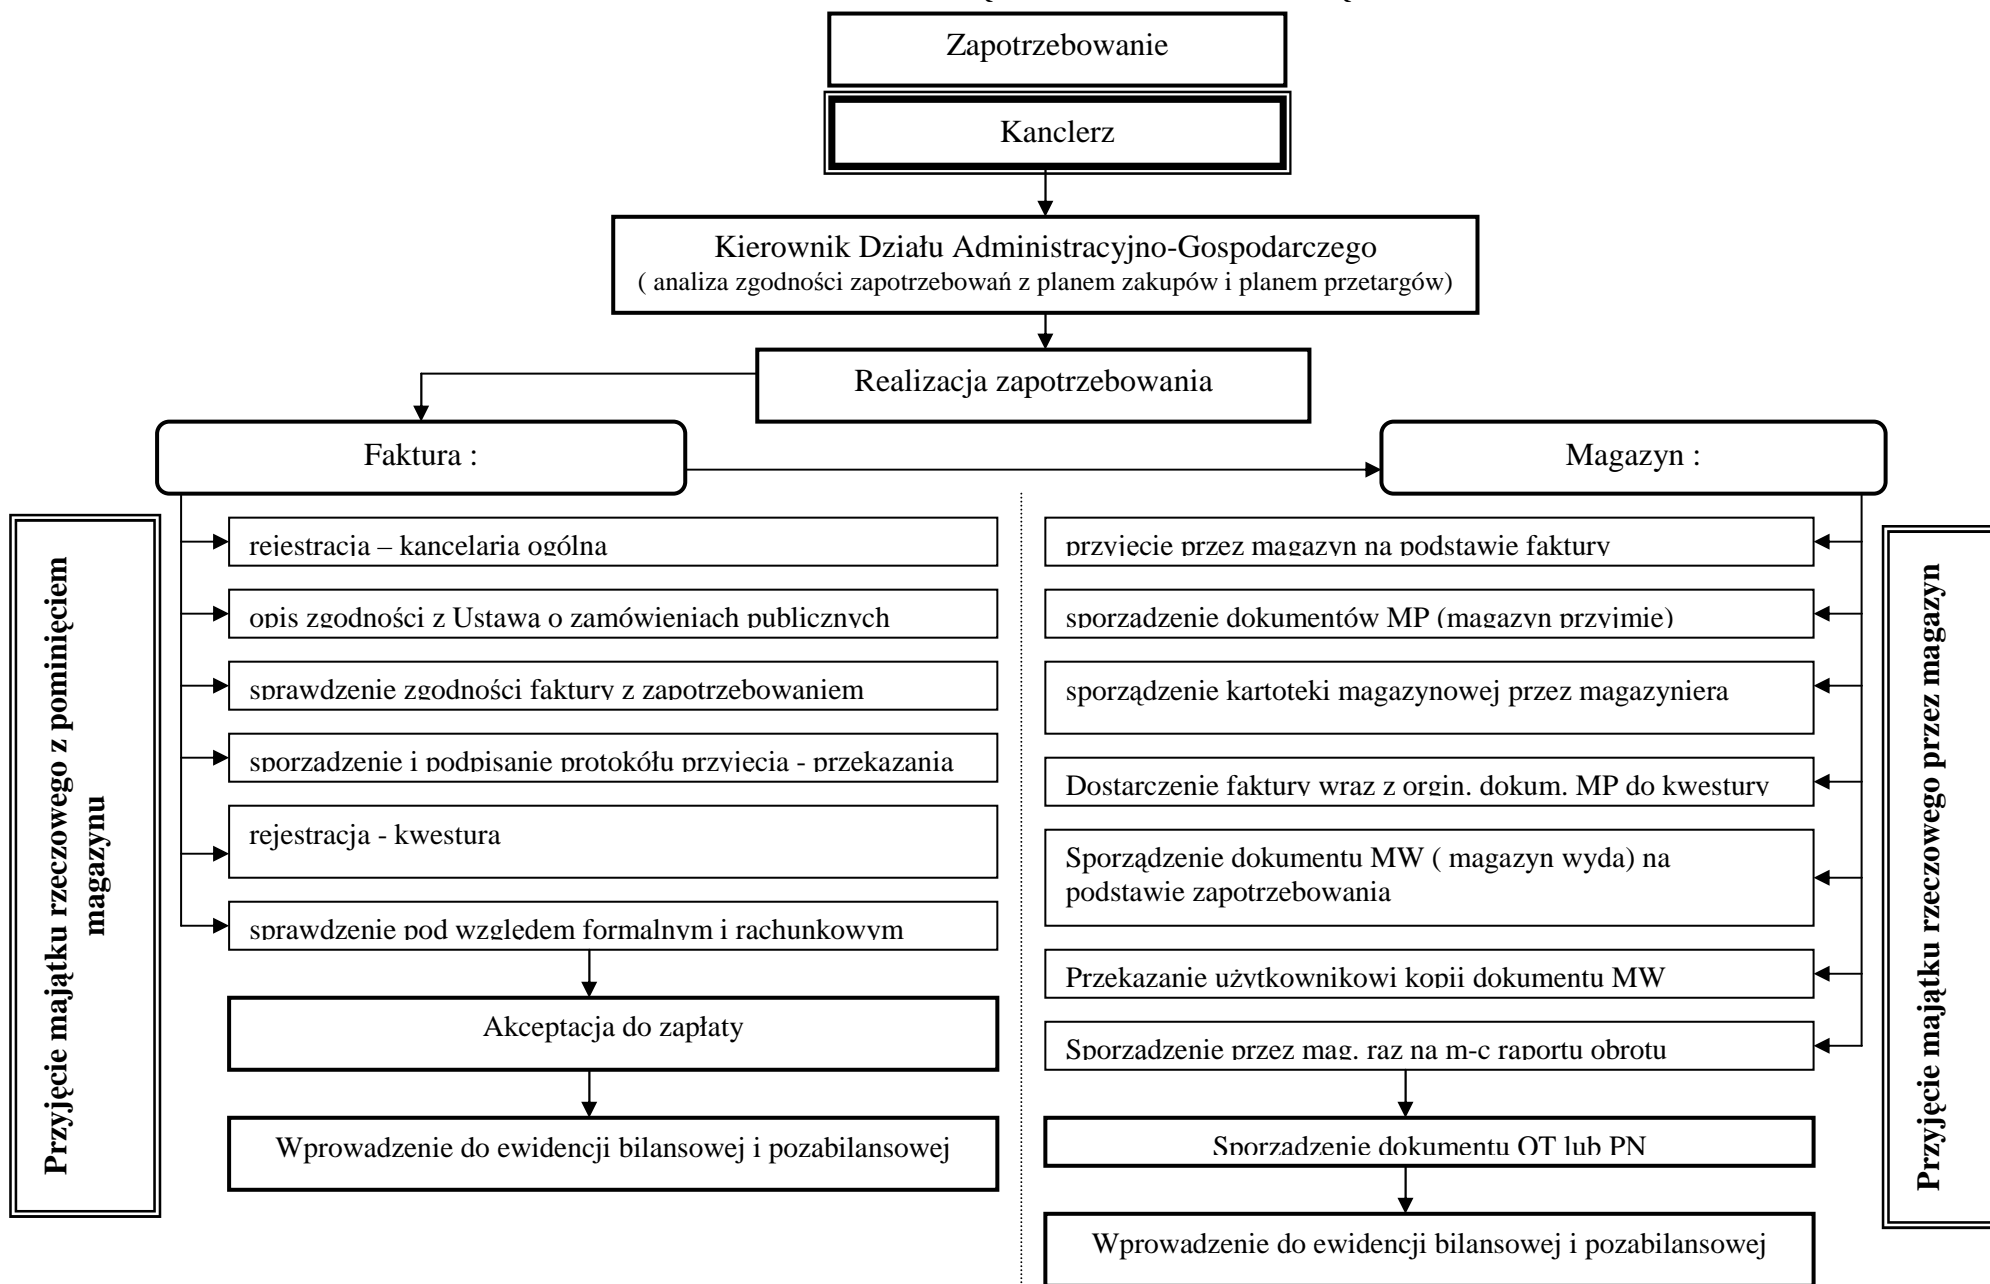 Zapotrzebowanie
Kanclerz
Kierownik Działu Administracyjno-Gospodarczego
( analiza zgodności zapotrzebowań z planem zakupów i planem przetargów)
Realizacja zapotrzebowania
Faktura :
Magazyn :
Przyjęcie majątku rzeczowego z pominięciem
magazynu
rejestracja – kancelaria ogólna
opis zgodności z Ustawą o zamówieniach publicznych
sprawdzenie zgodności faktury z zapotrzebowaniem
sporządzenie i podpisanie protokółu przyjęcia - przekazania
rejestracja - kwestura
sprawdzenie pod względem formalnym i rachunkowym
Akceptacja do zapłaty
Wprowadzenie do ewidencji bilansowej i pozabilansowej
przyjęcie przez magazyn na podstawie faktury
sporządzenie dokumentów MP (magazyn przyjmie)
sporządzenie kartoteki magazynowej przez magazyniera
Dostarczenie faktury wraz z orgin. dokum. MP do kwestury
Sporządzenie dokumentu MW ( magazyn wyda) na
podstawie zapotrzebowania
Przekazanie użytkownikowi kopii dokumentu MW
Sporządzenie przez mag. raz na m-c raportu obrotu
Sporządzenie dokumentu OT lub PN
Wprowadzenie do ewidencji bilansowej i pozabilansowej
Przyjęcie majątku rzeczowego przez magazyn